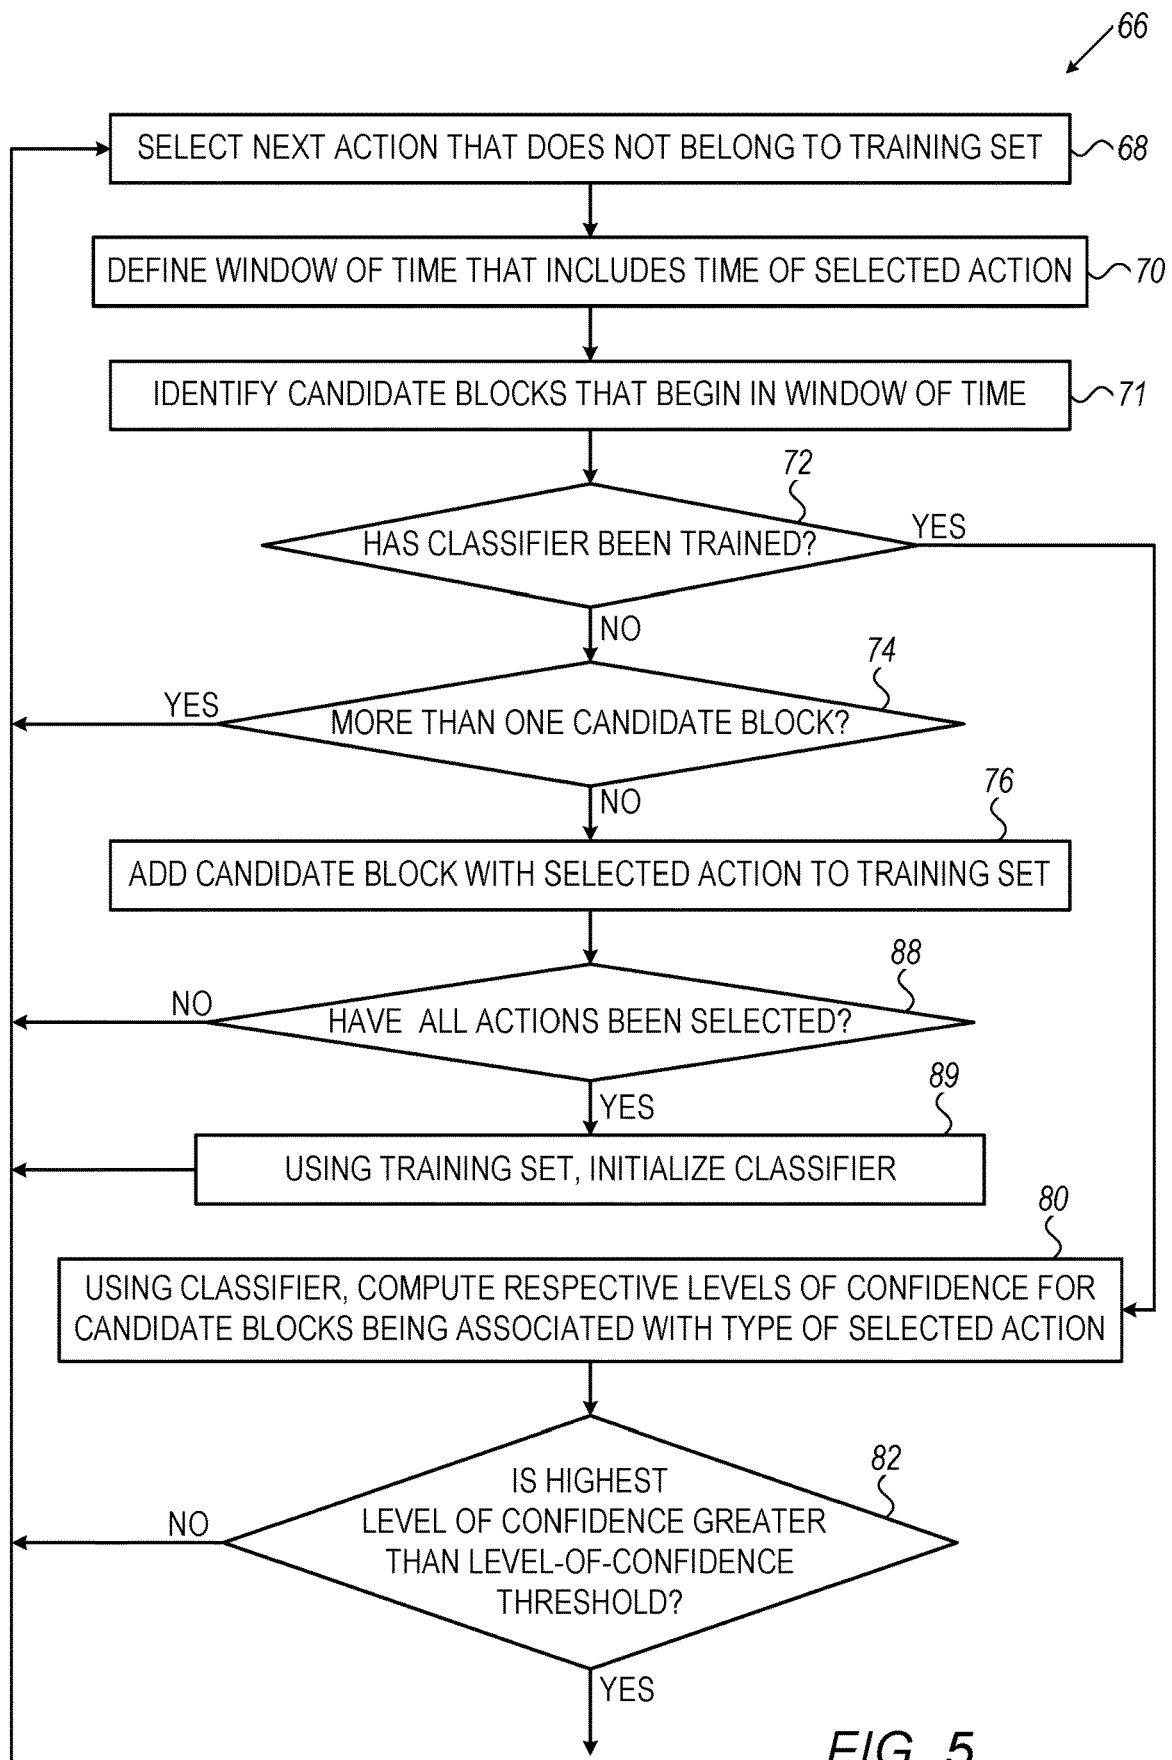 66
SELECT NEXT ACTION THAT DOES NOT BELONG TO TRAINING SET
68
DEFINE WINDOW OF TIME THAT INCLUDES TIME OF SELECTED ACTION
70
IDENTIFY CANDIDATE BLOCKS THAT BEGIN IN WINDOW OF TIME
71
72
HAS CLASSIFIER BEEN TRAINED?
YES
NO
74
YES
MORE THAN ONE CANDIDATE BLOCK?
NO
76
ADD CANDIDATE BLOCK WITH SELECTED ACTION TO TRAINING SET
88
NO
HAVE ALL ACTIONS BEEN SELECTED?
YES
89
USING TRAINING SET, INITIALIZE CLASSIFIER
80
USING CLASSIFIER, COMPUTE RESPECTIVE LEVELS OF CONFIDENCE FOR
CANDIDATE BLOCKS BEING ASSOCIATED WITH TYPE OF SELECTED ACTION
82
IS HIGHEST
LEVEL OF CONFIDENCE GREATER
THAN LEVEL-OF-CONFIDENCE
THRESHOLD?
NO
YES
FIG. 5